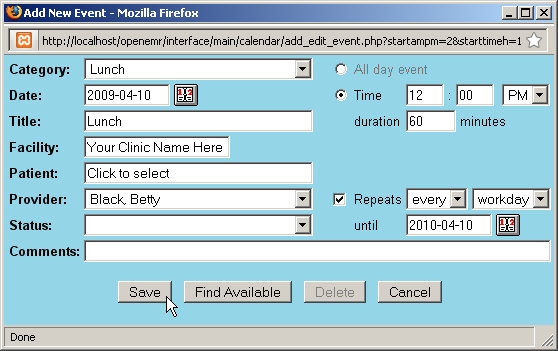 Add New Event - Mozilla Firefox
http://localhost/openemr/interface/main/calendar/add_edit_event.php?startampm=2&starttimeh=1
Category: Lunch All day event
Date: 2009-04-10 Time 12 : 00 PM
Title: Lunch duration 60 minutes
Facility: Your Clinic Name Here
Patient: Click to select
Provider: Black, Betty Repeats every workday
Status: until 2010-04-10
Comments:
Save Find Available Delete Cancel
Done